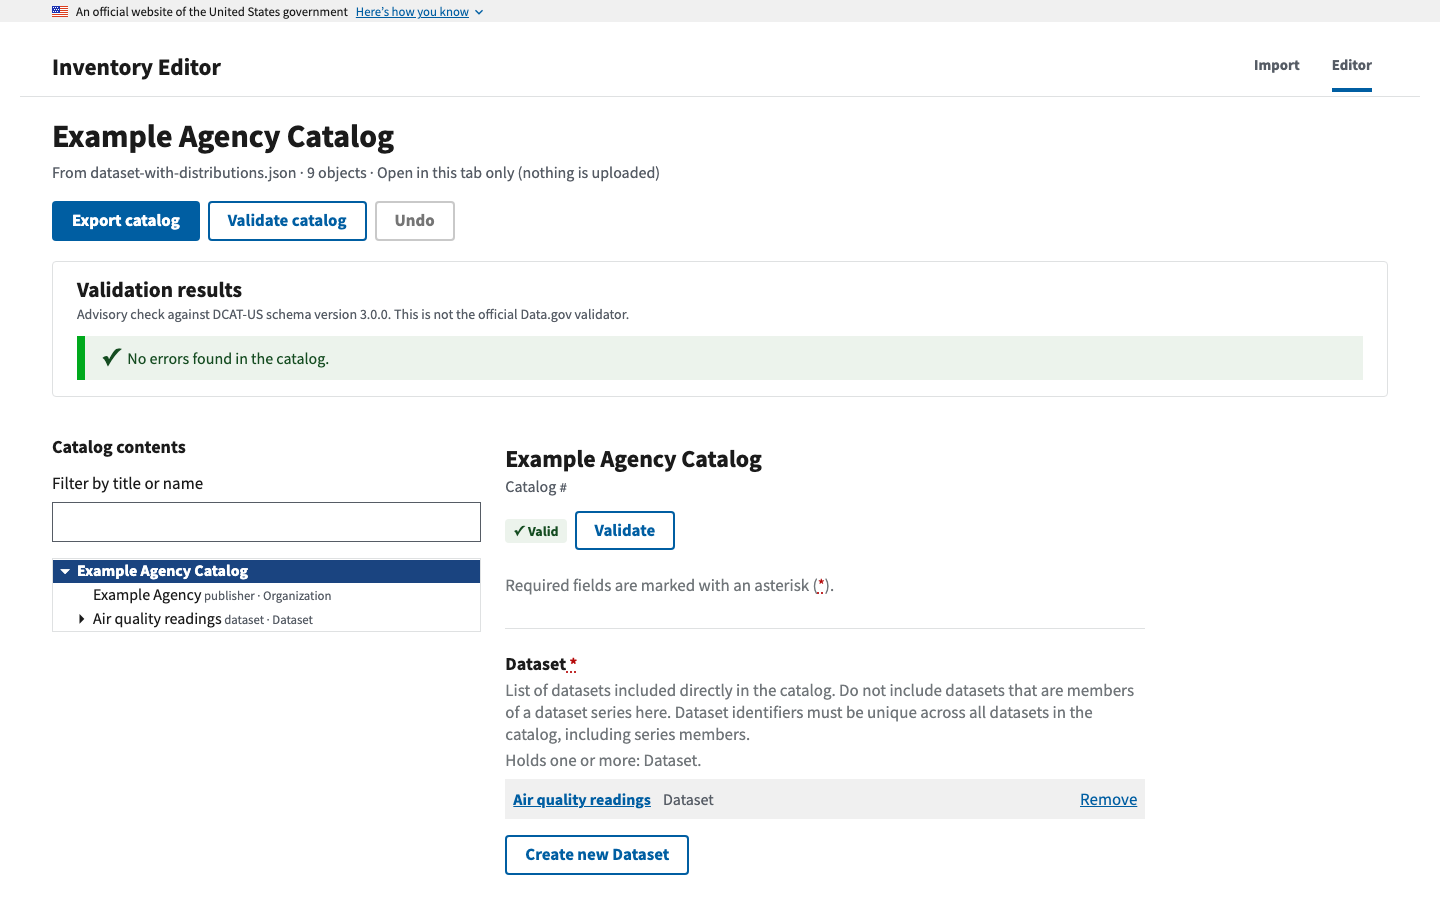 An official website of the United States government Here's how you know
Inventory Editor
Import
Editor
Example Agency Catalog
From dataset-with-distributions.json · 9 objects · Open in this tab only (nothing is uploaded)
Export catalog
Validate catalog
Undo
Validation results
Advisory check against DCAT-US schema version 3.0.0. This is not the official Data.gov validator.
No errors found in the catalog.
Catalog contents
Filter by title or name
Example Agency Catalog
Example Agency publisher · Organization
Air quality readings dataset · Dataset
Example Agency Catalog
Catalog #
Valid
Validate
Required fields are marked with an asterisk (*).
Dataset *
List of datasets included directly in the catalog. Do not include datasets that are members
of a dataset series here. Dataset identifiers must be unique across all datasets in the
catalog, including series members.
Holds one or more: Dataset.
Air quality readings Dataset Remove
Create new Dataset